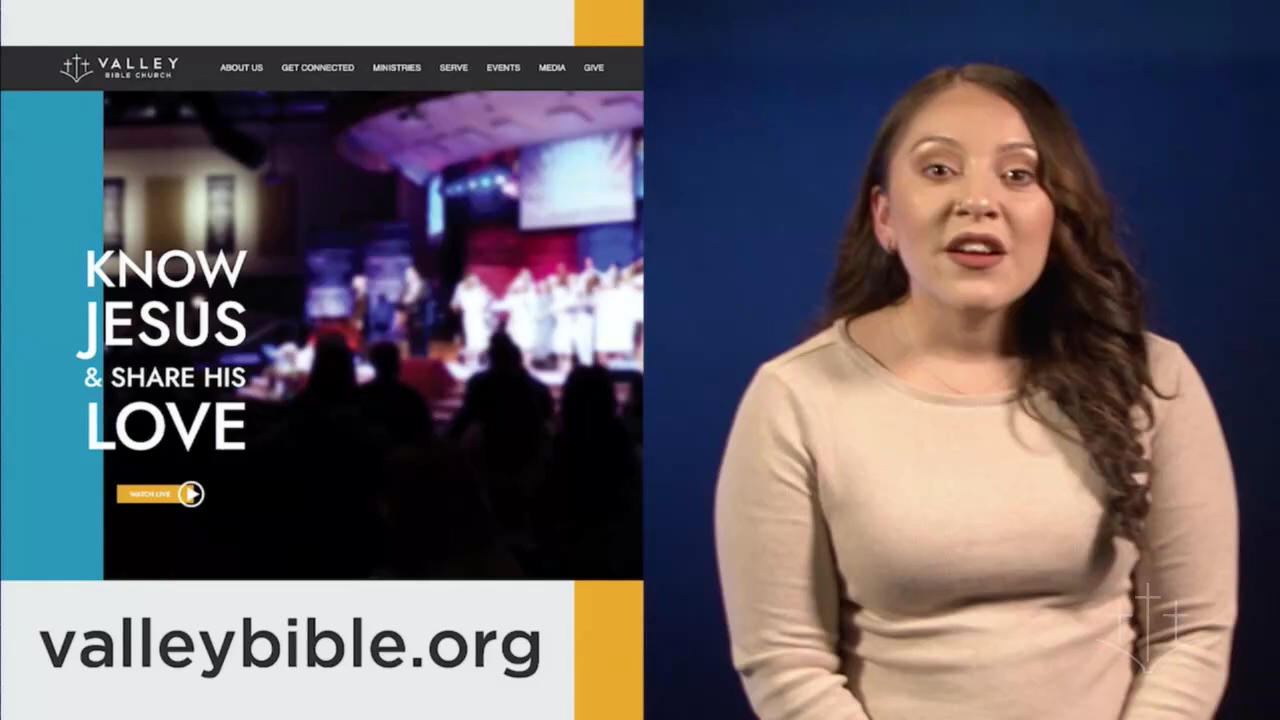 VALLEY
BIBLE CHURCH
ABOUT US GET CONNECTED MINISTRIES SERVE EVENTS MEDIA GIVE
KNOW
JESUS
& SHARE HIS
LOVE
WATCH LIVE
valleybible.org